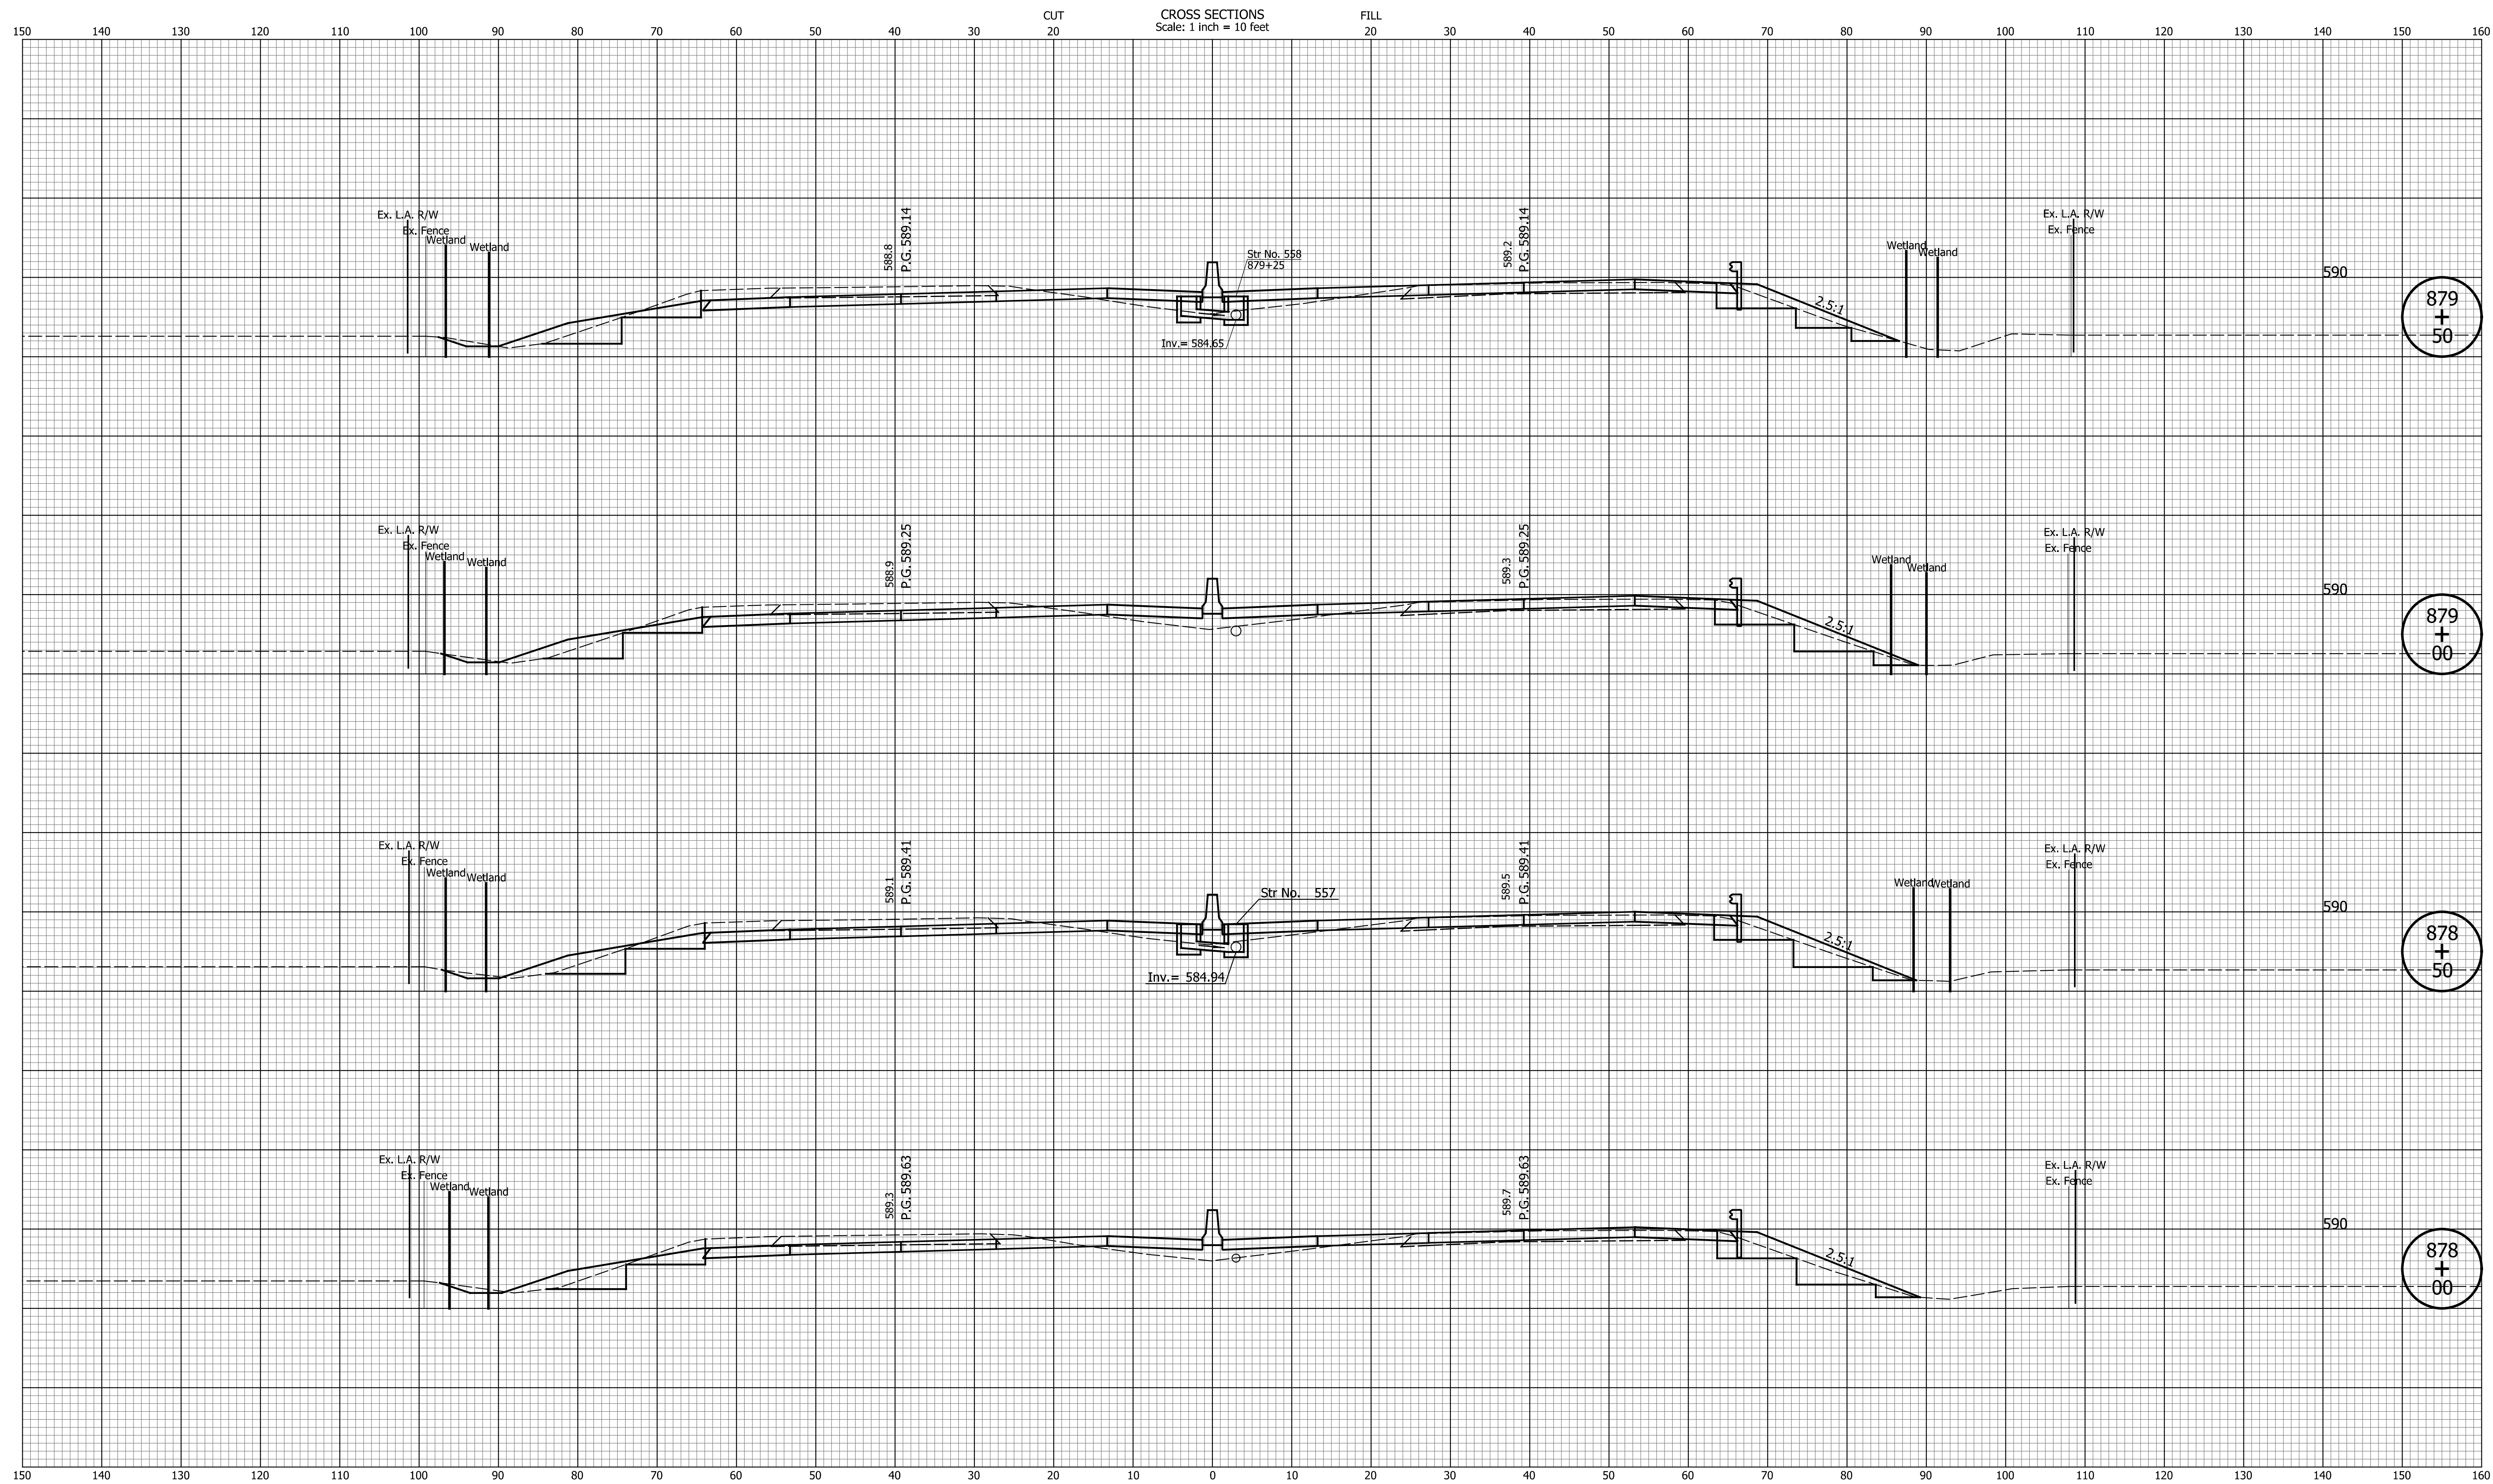 CUT CROSS SECTIONS FILL
Scale: 1 inch = 10 feet
150 140 130 120 110 100 90 80 70 60 50 40 30 20 20 30 40 50 60 70 80 90 100 110 120 130 140 150 160
Ex. L.A. R/W
Ex. Fence
Wetland
Wetland
588.8
P.G. 589.14
Str No. 558
879+25
Inv.= 584.65
589.2
P.G. 589.14
2.5:1
Wetland
Wetland
Ex. L.A. R/W
Ex. Fence
590
879
+
50
Ex. L.A. R/W
Ex. Fence
Wetland
Wetland
588.9
P.G. 589.25
589.3
P.G. 589.25
2.5:1
Wetland
Wetland
Ex. L.A. R/W
Ex. Fence
590
879
+
00
Ex. L.A. R/W
Ex. Fence
Wetland
Wetland
589.1
P.G. 589.41
Str No. 557
Inv.= 584.94
589.5
P.G. 589.41
2.5:1
Wetland
Wetland
Ex. L.A. R/W
Ex. Fence
590
878
+
50
Ex. L.A. R/W
Ex. Fence
Wetland
Wetland
589.3
P.G. 589.63
589.7
P.G. 589.63
2.5:1
Ex. L.A. R/W
Ex. Fence
590
878
+
00
150 140 130 120 110 100 90 80 70 60 50 40 30 20 10 0 10 20 30 40 50 60 70 80 90 100 110 120 130 140 150 160